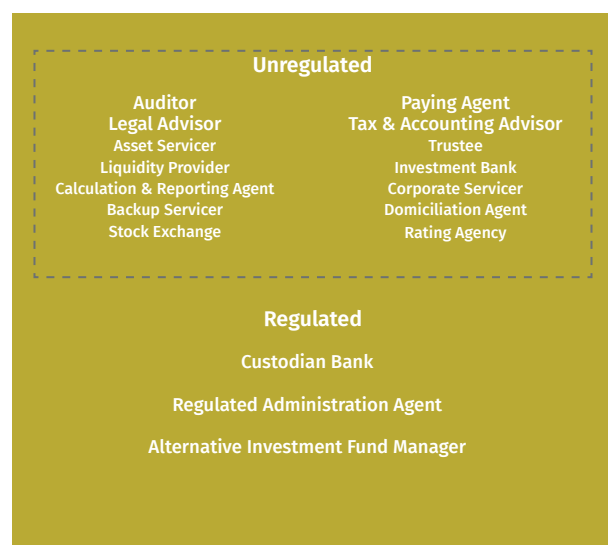 Unregulated
Auditor
Legal Advisor
Asset Servicer
Liquidity Provider
Calculation & Reporting Agent
Backup Servicer
Stock Exchange
Paying Agent
Tax & Accounting Advisor
Trustee
Investment Bank
Corporate Servicer
Domiciliation Agent
Rating Agency
Regulated
Custodian Bank
Regulated Administration Agent
Alternative Investment Fund Manager